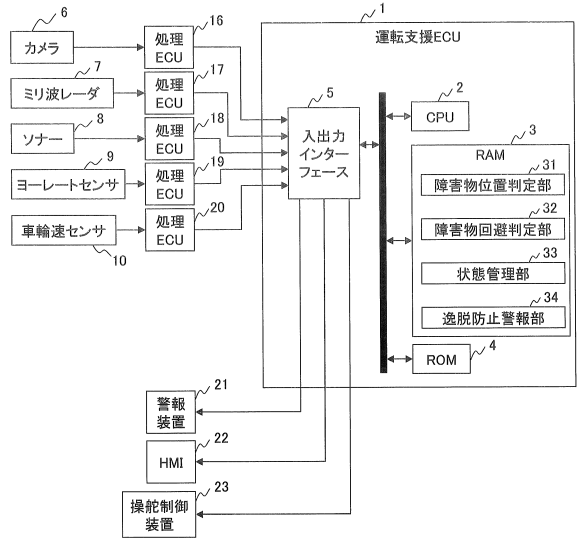 1
運転支援ECU
6
カメラ
16
処理
ECU
7
ミリ波レーダ
17
処理
ECU
8
ソナー
18
処理
ECU
9
ヨーレートセンサ
19
処理
ECU
車輪速センサ
10
20
処理
ECU
5
入出力
インター
フェース
2
CPU
3
RAM
31
障害物位置判定部
32
障害物回避判定部
33
状態管理部
34
逸脱防止警報部
4
ROM
21
警報
装置
22
HMI
23
操舵制御
装置